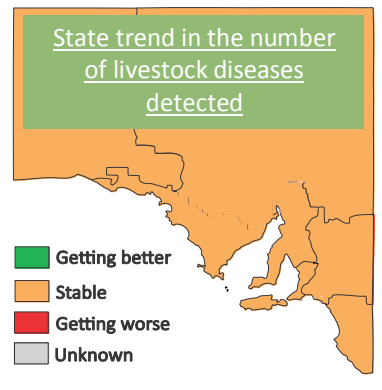 State trend in the number
of livestock diseases
detected
Getting better
Stable
Getting worse
Unknown